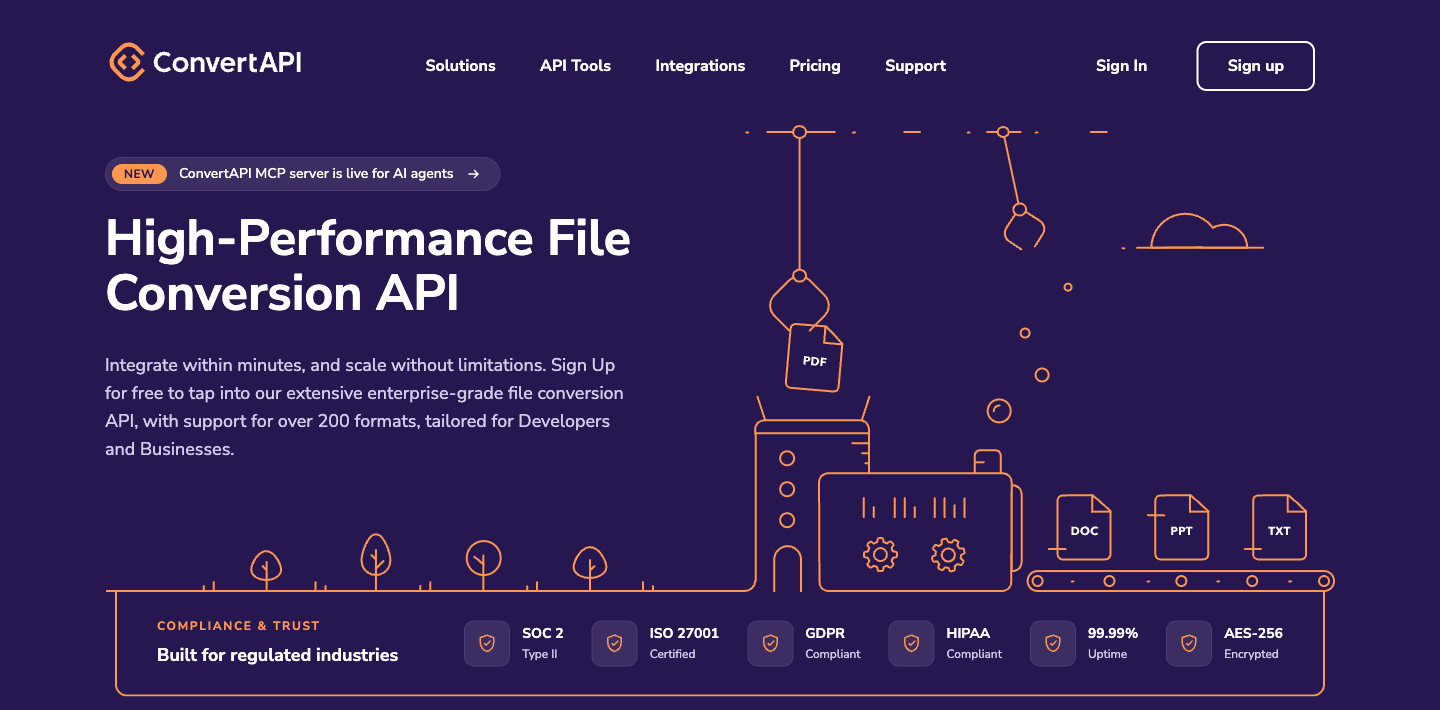 ConvertAPI
Solutions
API Tools
Integrations
Pricing
Support
Sign In
Sign up
NEW
ConvertAPI MCP server is live for AI agents →
High-Performance File
Conversion API
Integrate within minutes, and scale without limitations. Sign Up
for free to tap into our extensive enterprise-grade file conversion
API, with support for over 200 formats, tailored for Developers
and Businesses.
PDF
DOC
PPT
TXT
COMPLIANCE & TRUST
Built for regulated industries
SOC 2
Type II
ISO 27001
Certified
GDPR
Compliant
HIPAA
Compliant
99.99%
Uptime
AES-256
Encrypted